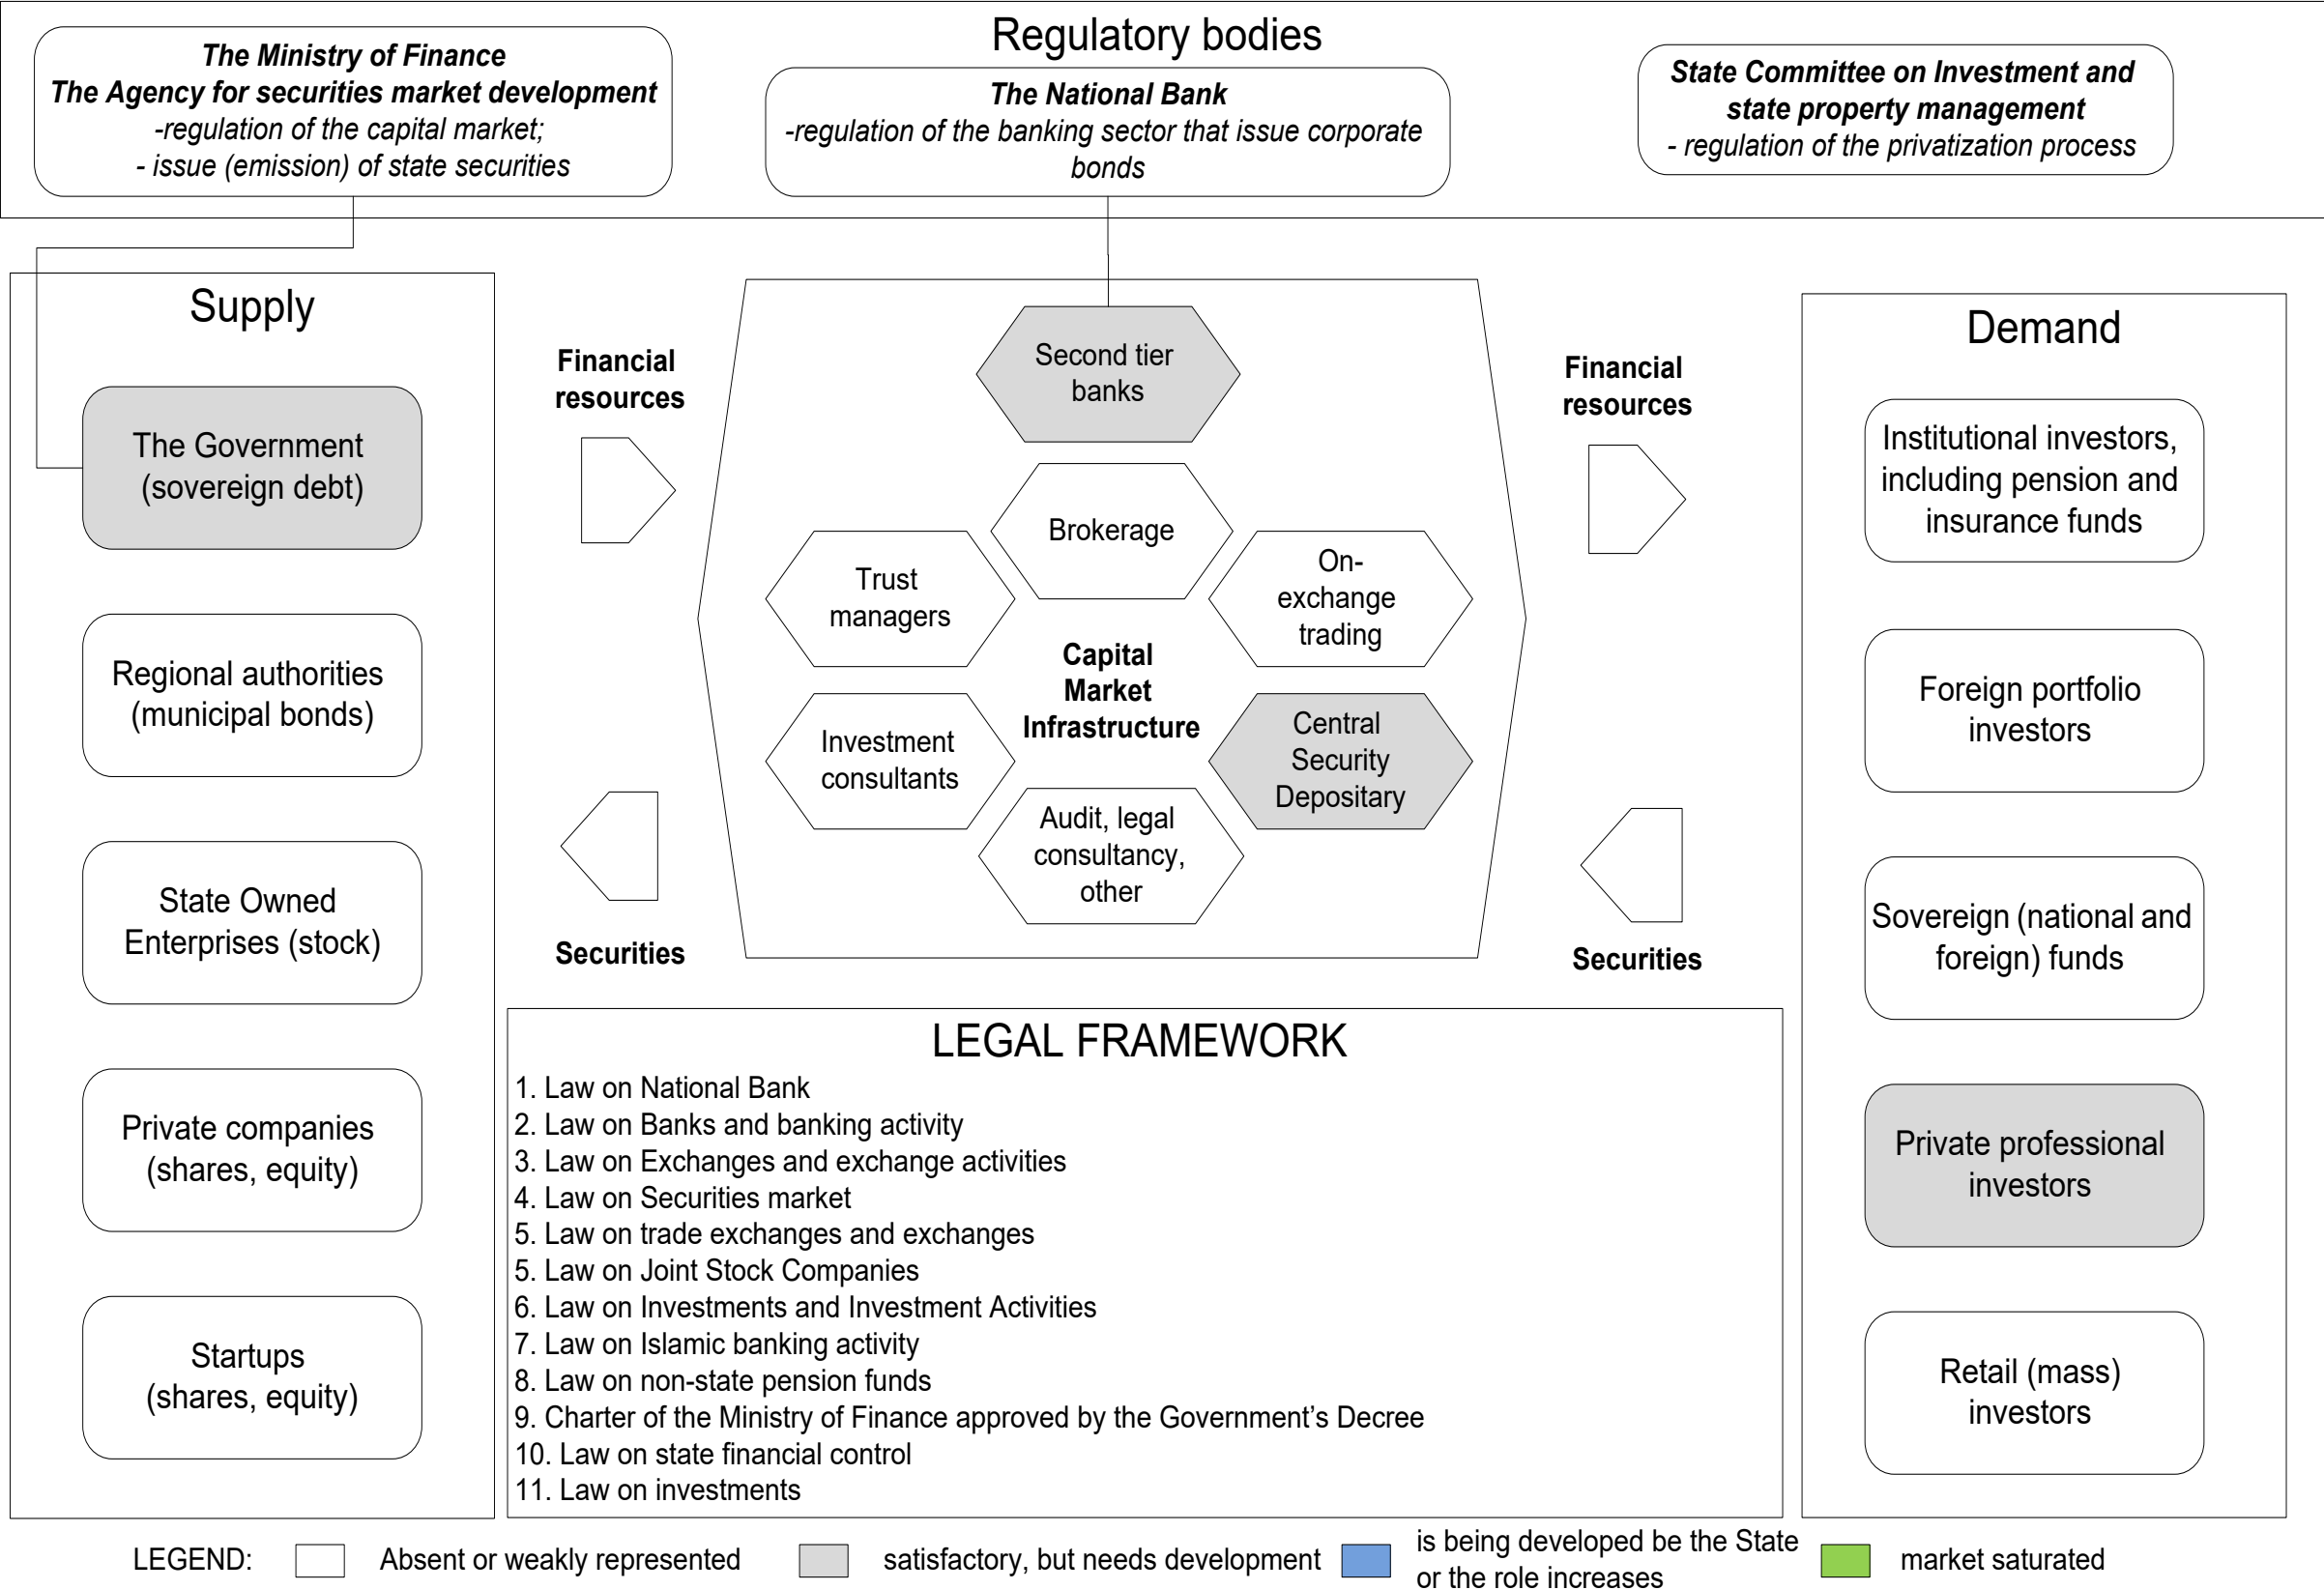 Regulatory bodies
The Ministry of Finance
The Agency for securities market development
-regulation of the capital market;
- issue (emission) of state securities
The National Bank
-regulation of the banking sector that issue corporate
bonds
State Committee on Investment and
state property management
- regulation of the privatization process
Supply
The Government
(sovereign debt)
Regional authorities
(municipal bonds)
State Owned
Enterprises (stock)
Private companies
(shares, equity)
Startups
(shares, equity)
Financial
resources
Securities
Second tier
banks
Brokerage
Trust
managers
On-
exchange
trading
Capital
Market
Infrastructure
Investment
consultants
Central
Security
Depositary
Audit, legal
consultancy,
other
Financial
resources
Securities
Demand
Institutional investors,
including pension and
insurance funds
Foreign portfolio
investors
Sovereign (national and
foreign) funds
Private professional
investors
Retail (mass)
investors
LEGAL FRAMEWORK
1. Law on National Bank
2. Law on Banks and banking activity
3. Law on Exchanges and exchange activities
4. Law on Securities market
5. Law on trade exchanges and exchanges
5. Law on Joint Stock Companies
6. Law on Investments and Investment Activities
7. Law on Islamic banking activity
8. Law on non-state pension funds
9. Charter of the Ministry of Finance approved by the Government’s Decree
10. Law on state financial control
11. Law on investments
LEGEND:
Absent or weakly represented
satisfactory, but needs development
is being developed be the State
or the role increases
market saturated